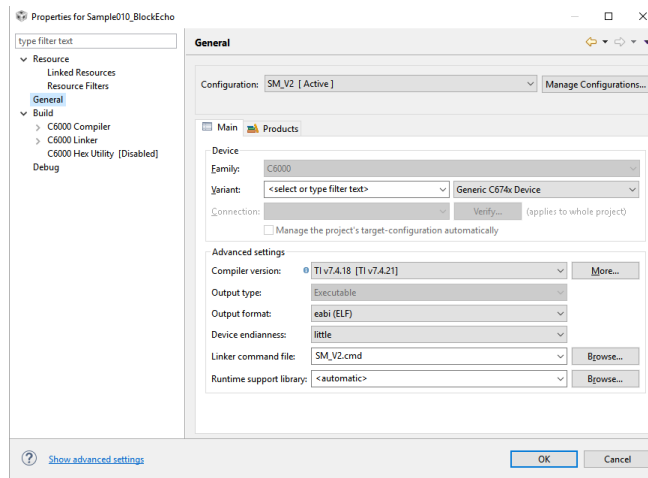 Properties for Sample010_BlockEcho
type filter text
General
Resource
Linked Resources
Resource Filters
General
Build
C6000 Compiler
C6000 Linker
C6000 Hex Utility [Disabled]
Debug
Configuration: SM_V2 [ Active ] Manage Configurations...
Main Products
Device
Family: C6000
Variant: <select or type filter text> Generic C674x Device
Connection: Verify... (applies to whole project)
Manage the project's target-configuration automatically
Advanced settings
Compiler version: TI v7.4.18 [TI v7.4.21] More...
Output type: Executable
Output format: eabi (ELF)
Device endianness: little
Linker command file: SM_V2.cmd Browse...
Runtime support library: <automatic> Browse...
Show advanced settings OK Cancel